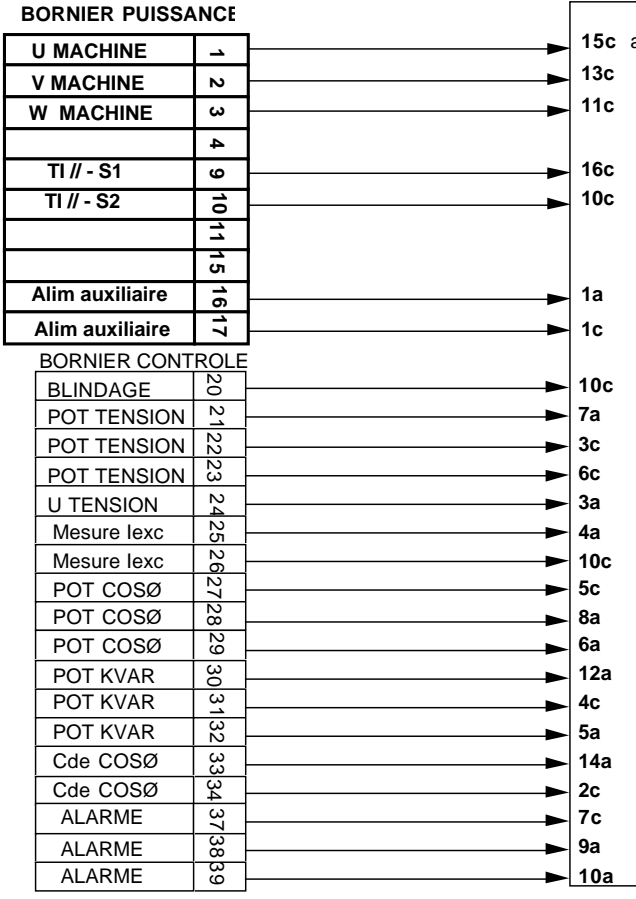 BORNIER PUISSANCE
U MACHINE 1 15c a
V MACHINE 2 13c
W MACHINE 3 11c
4
TI // - S1 9 16c
TI // - S2 10 10c
11
15
Alim auxiliaire 16 1a
Alim auxiliaire 17 1c
BORNIER CONTROLE
BLINDAGE 20 10c
POT TENSION 21 7a
POT TENSION 22 3c
POT TENSION 23 6c
U TENSION 24 3a
Mesure Iexc 25 4a
Mesure Iexc 26 10c
POT COSØ 27 5c
POT COSØ 28 8a
POT COSØ 29 6a
POT KVAR 30 12a
POT KVAR 31 4c
POT KVAR 32 5a
Cde COSØ 33 14a
Cde COSØ 34 2c
ALARME 37 7c
ALARME 38 9a
ALARME 39 10a